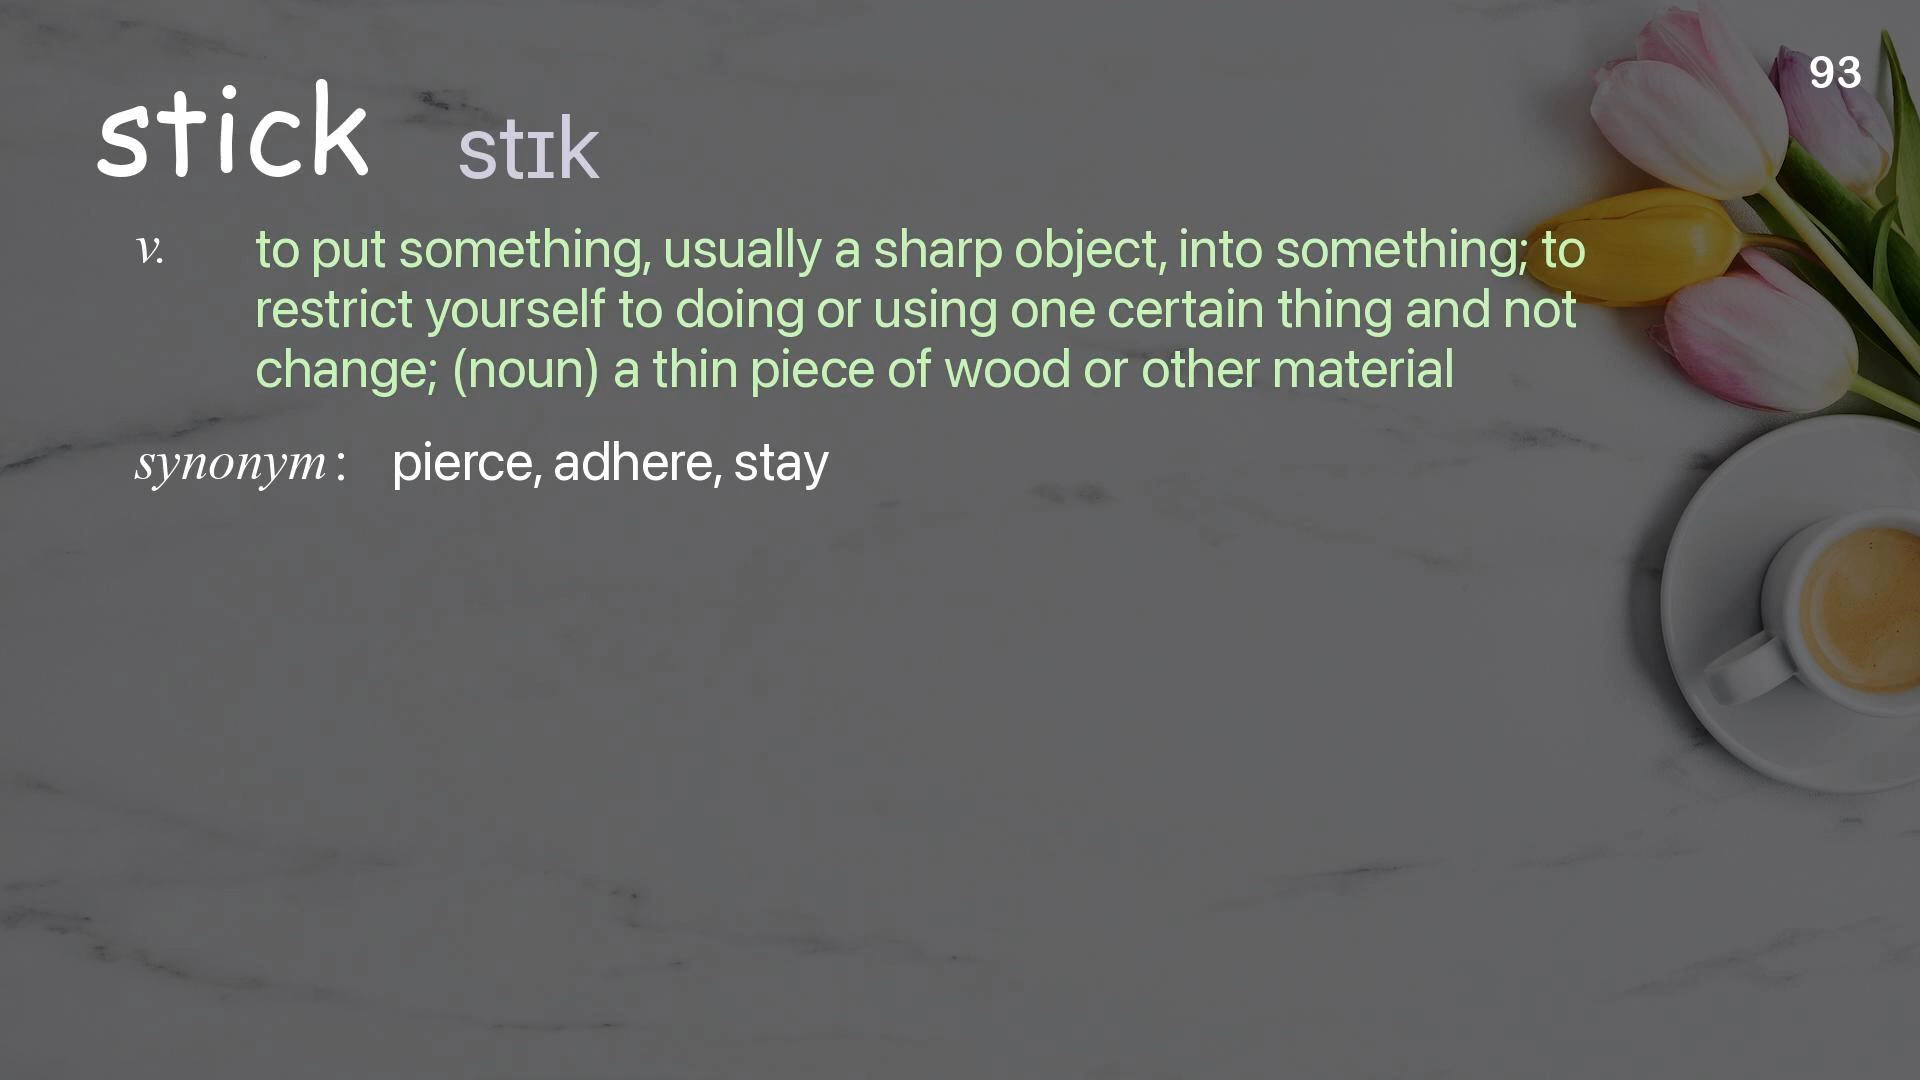 93
stick stɪk
v. to put something, usually a sharp object, into something; to
restrict yourself to doing or using one certain thing and not
change; (noun) a thin piece of wood or other material
synonym : pierce, adhere, stay